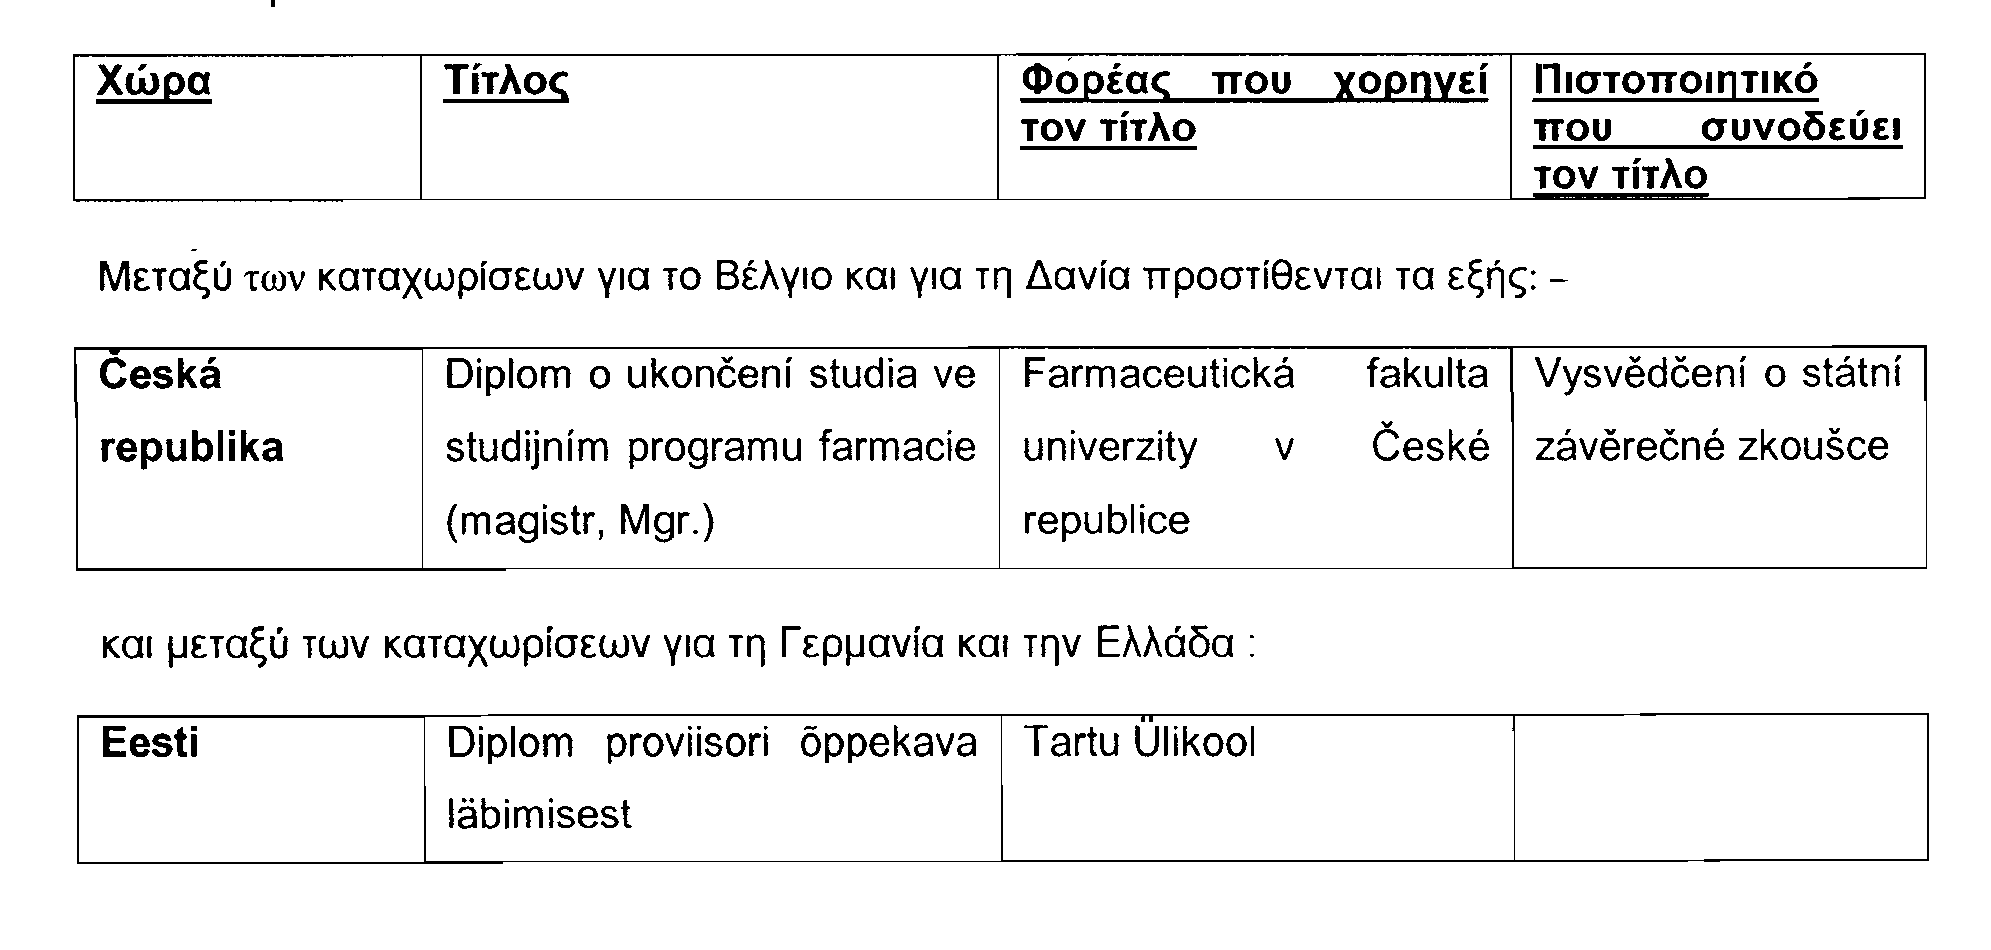 Χώρα Τίτλος Φορέας που χορηγεί Πιστοποιητικό
τον τίτλο που συνοδεύει
τον τίτλο
Μεταξύ των καταχωρίσεων για το Βέλγιο και για τη Δανία προστίθενται τα εξής: –
Česká Diplom o ukončení studia ve Farmaceutická fakulta Vysvědčení o státní
republika studijním programu farmacie univerzity v České závěrečné zkoušce
(magistr, Mgr.) republice
και μεταξύ των καταχωρίσεων για τη Γερμανία και την Ελλάδα :
Eesti Diplom proviisori õppekava Tartu Ülikool
läbimisest